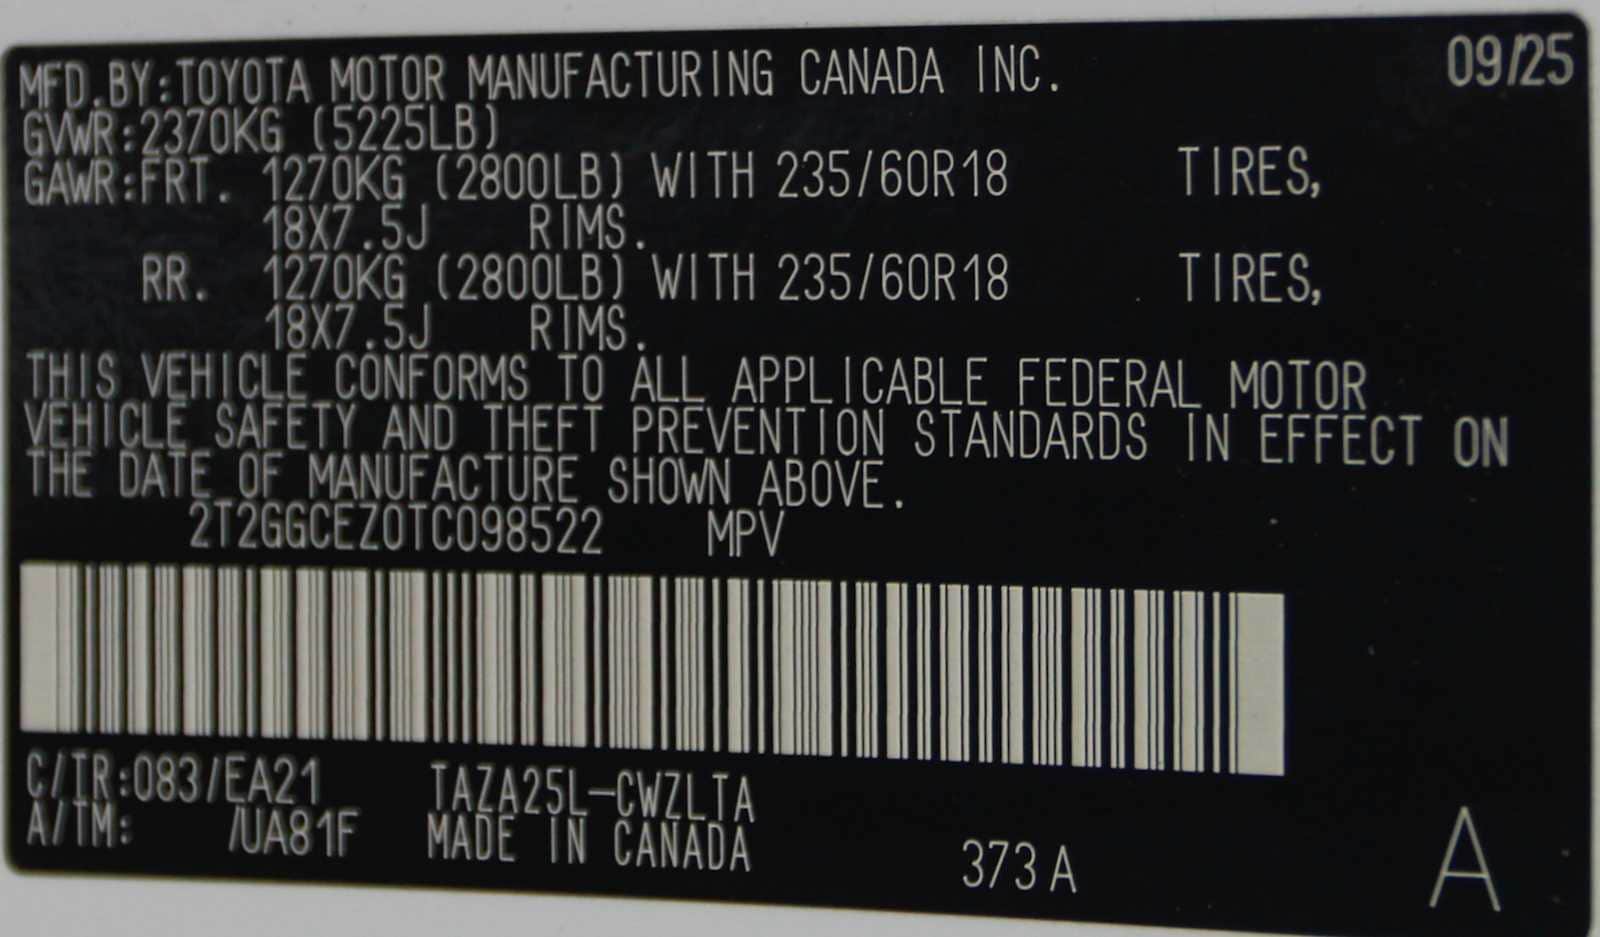 MFD.BY:TOYOTA MOTOR MANUFACTURING CANADA INC. 09/25
GVWR:2370KG (5225LB)
GAWR:FRT. 1270KG (2800LB) WITH 235/60R18 TIRES,
18X7.5J RIMS.
RR. 1270KG (2800LB) WITH 235/60R18 TIRES,
18X7.5J RIMS.
THIS VEHICLE CONFORMS TO ALL APPLICABLE FEDERAL MOTOR
VEHICLE SAFETY AND THEFT PREVENTION STANDARDS IN EFFECT ON
THE DATE OF MANUFACTURE SHOWN ABOVE.
2T2GGCEZ0TC098522 MPV
C/TR:083/EA21 TAZA25L-CWZLTA
A/TM: /UA81F MADE IN CANADA
373 A
A